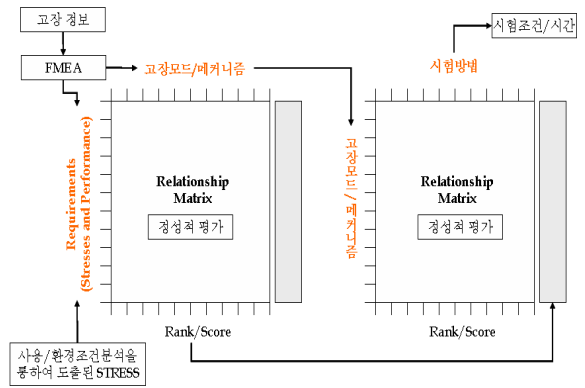 고장 경보
FMEA
고장모드/메커니즘
Requirements
(Stresses and Performance)
Relationship
Matrix
정성적 평가
Rank/Score
사용/환경조건분석을
통하여 도출된 STRESS
고장모드/메커니즘
시험방법
시험조건/시간
Relationship
Matrix
정성적 평가
Rank/Score